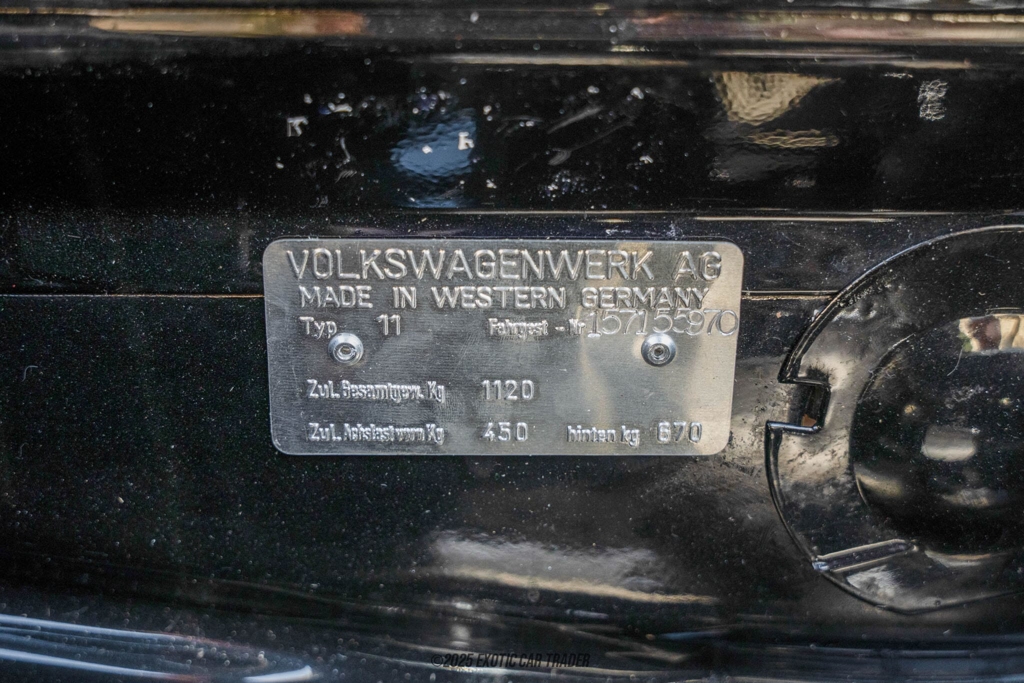 VOLKSWAGENWERK AG
MADE IN WESTERN GERMANY
Typ 11 Fahrgest - Nr 157155970
Zul. Gesamtgew. Kg 1120
Zul. Achslast vorn Kg 450 hinten kg 670
©2025 EXOTIC CAR TRADER